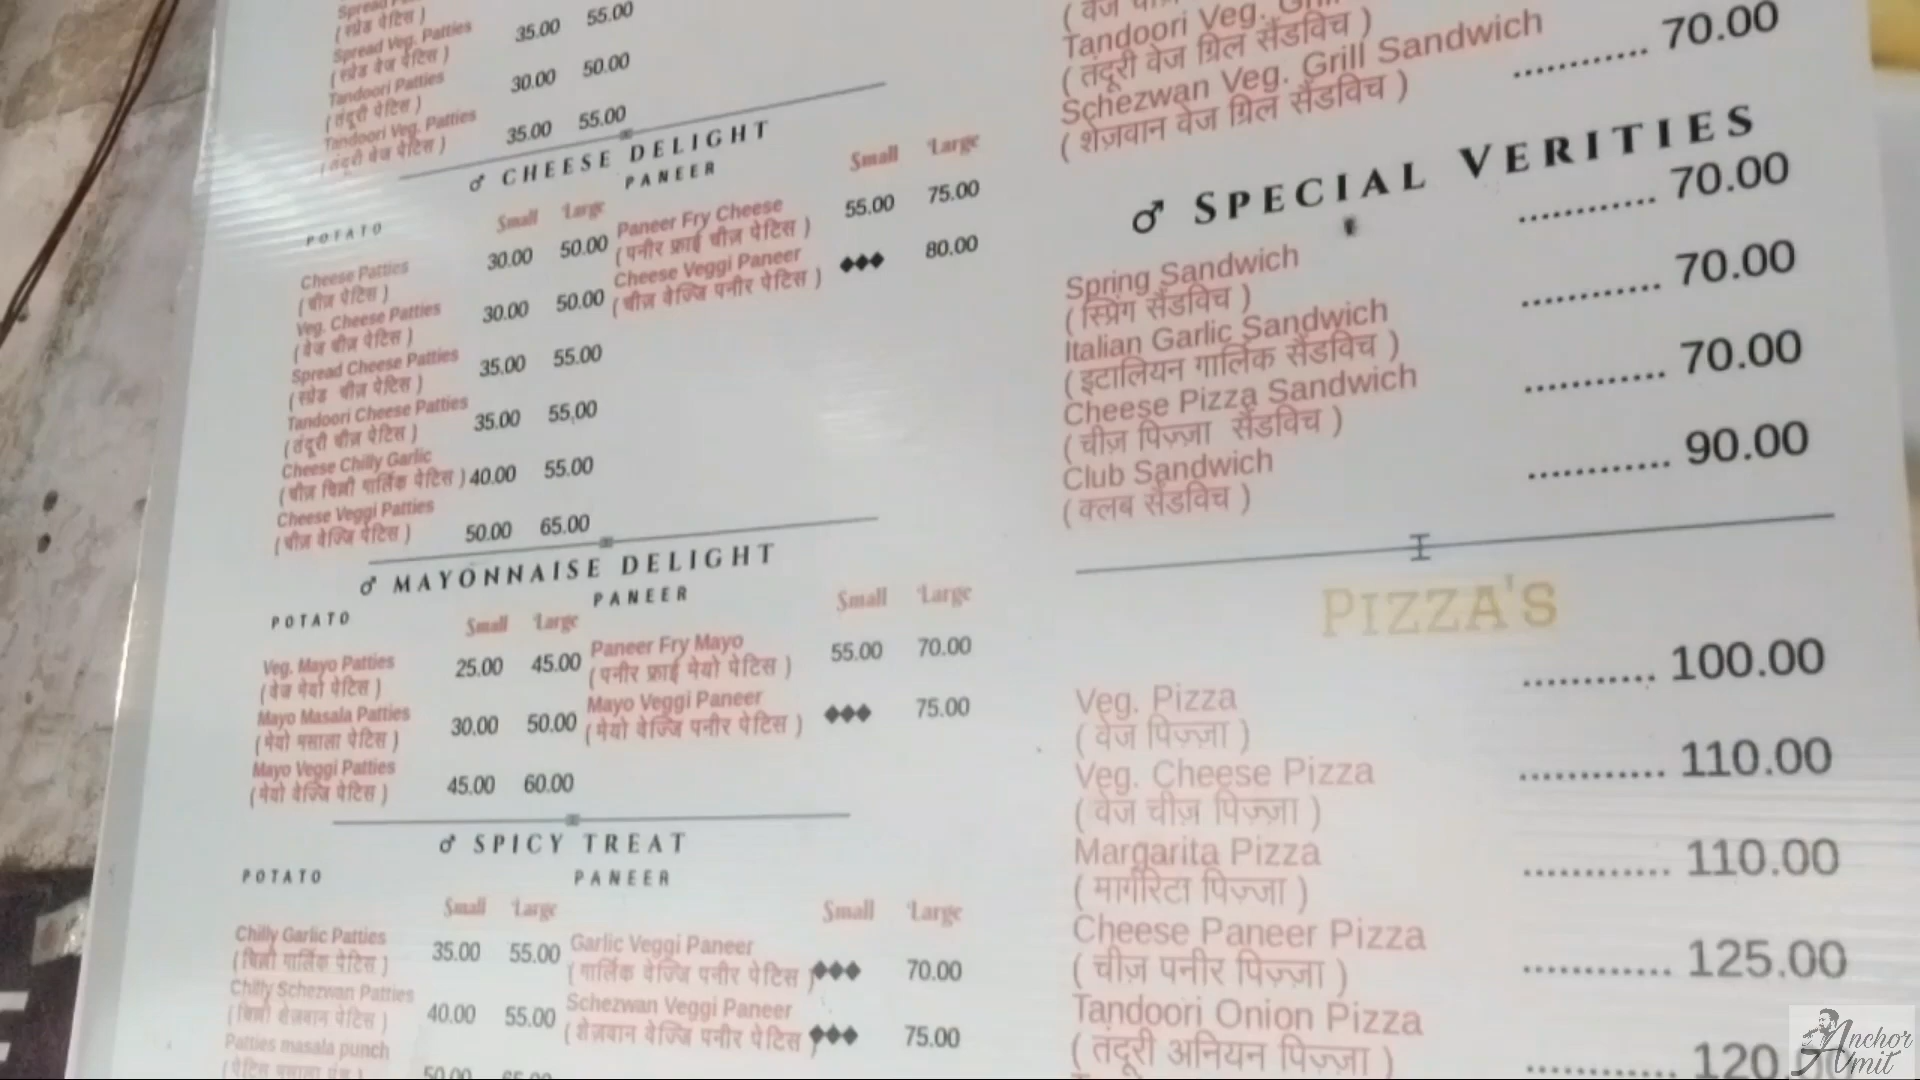 (स्प्रेड पेटिस)
Spread Veg. Patties 35.00 55.00
(स्प्रेड वेज पेटिस)
Tandoori Patties 30.00 50.00
(तंदूरी पेटिस)
Tandoori Veg. Patties 35.00 55.00
(तंदूरी वेज पेटिस)
♂ CHEESE DELIGHT
POTATO
Small Large
Cheese Patties 30.00 50.00
(चीज़ पेटिस)
Veg. Cheese Patties 30.00 50.00
(वेज चीज़ पेटिस)
Spread Cheese Patties 35.00 55.00
(स्प्रेड चीज़ पेटिस)
Tandoori Cheese Patties 35.00 55.00
(तंदूरी चीज़ पेटिस)
Cheese Chilly Garlic 40.00 55.00
(चीज़ चिल्ली गार्लिक पेटिस)
Cheese Veggi Patties 50.00 65.00
(चीज़ वेज्जि पेटिस)
PANEER
Small Large
Paneer Fry Cheese 55.00 75.00
(पनीर फ्राई चीज़ पेटिस)
Cheese Veggi Paneer ◆◆◆ 80.00
(चीज़ वेज्जि पनीर पेटिस)
♂ MAYONNAISE DELIGHT
POTATO
Small Large
Veg. Mayo Patties 25.00 45.00
(वेज मेयो पेटिस)
Mayo Masala Patties 30.00 50.00
(मेयो मसाला पेटिस)
Mayo Veggi Patties 45.00 60.00
(मेयो वेज्जि पेटिस)
PANEER
Small Large
Paneer Fry Mayo 55.00 70.00
(पनीर फ्राई मेयो पेटिस)
Mayo Veggi Paneer ◆◆◆ 75.00
(मेयो वेज्जि पनीर पेटिस)
♂ SPICY TREAT
POTATO
Small Large
Chilly Garlic Patties 35.00 55.00
(चिल्ली गार्लिक पेटिस)
Chilly Schezwan Patties 40.00 55.00
(चिल्ली शेज़वान पेटिस)
Patties masala punch 50.00
PANEER
Small Large
Garlic Veggi Paneer ◆◆◆ 70.00
(गार्लिक वेज्जि पनीर पेटिस)
Schezwan Veggi Paneer ◆◆◆ 75.00
(शेज़वान वेज्जि पनीर पेटिस)
Tandoori Veg.
(तंदूरी वेज ग्रिल सैंडविच)
Schezwan Veg. Grill Sandwich ............ 70.00
(शेज़वान वेज ग्रिल सैंडविच)
♂ SPECIAL VERITIES
Spring Sandwich ............ 70.00
(स्प्रिंग सैंडविच)
Italian Garlic Sandwich ............ 70.00
(इटालियन गार्लिक सैंडविच)
Cheese Pizza Sandwich ............ 70.00
(चीज़ पिज़्ज़ा सैंडविच)
Club Sandwich ............ 90.00
(क्लब सैंडविच)
PIZZA'S
Veg. Pizza ........... 100.00
(वेज पिज़्ज़ा)
Veg. Cheese Pizza ............ 110.00
(वेज चीज़ पिज़्ज़ा)
Margarita Pizza ............ 110.00
(मार्गरिटा पिज़्ज़ा)
Cheese Paneer Pizza ............ 125.00
(चीज़ पनीर पिज़्ज़ा)
Tandoori Onion Pizza ............ 120.
(तंदूरी अनियन पिज़्ज़ा)
Anchor
Amit